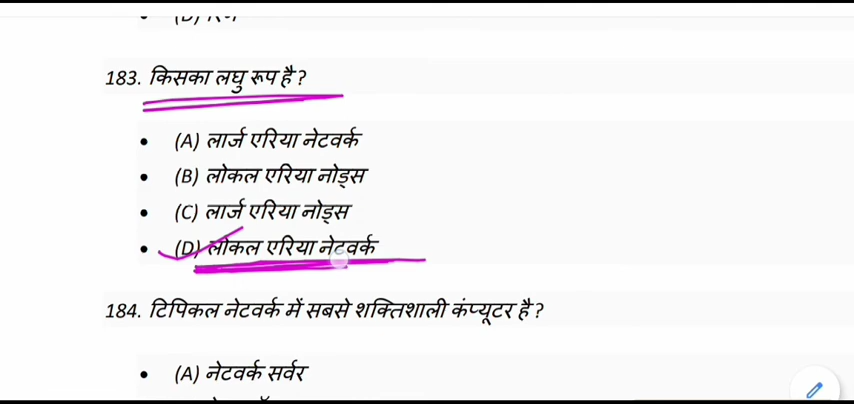 183. किसका लघु रूप है?
• (A) लार्ज एरिया नेटवर्क
• (B) लोकल एरिया नोड्स
• (C) लार्ज एरिया नोड्स
• (D) लोकल एरिया नेटवर्क
184. टिपिकल नेटवर्क में सबसे शक्तिशाली कंप्यूटर है?
• (A) नेटवर्क सर्वर